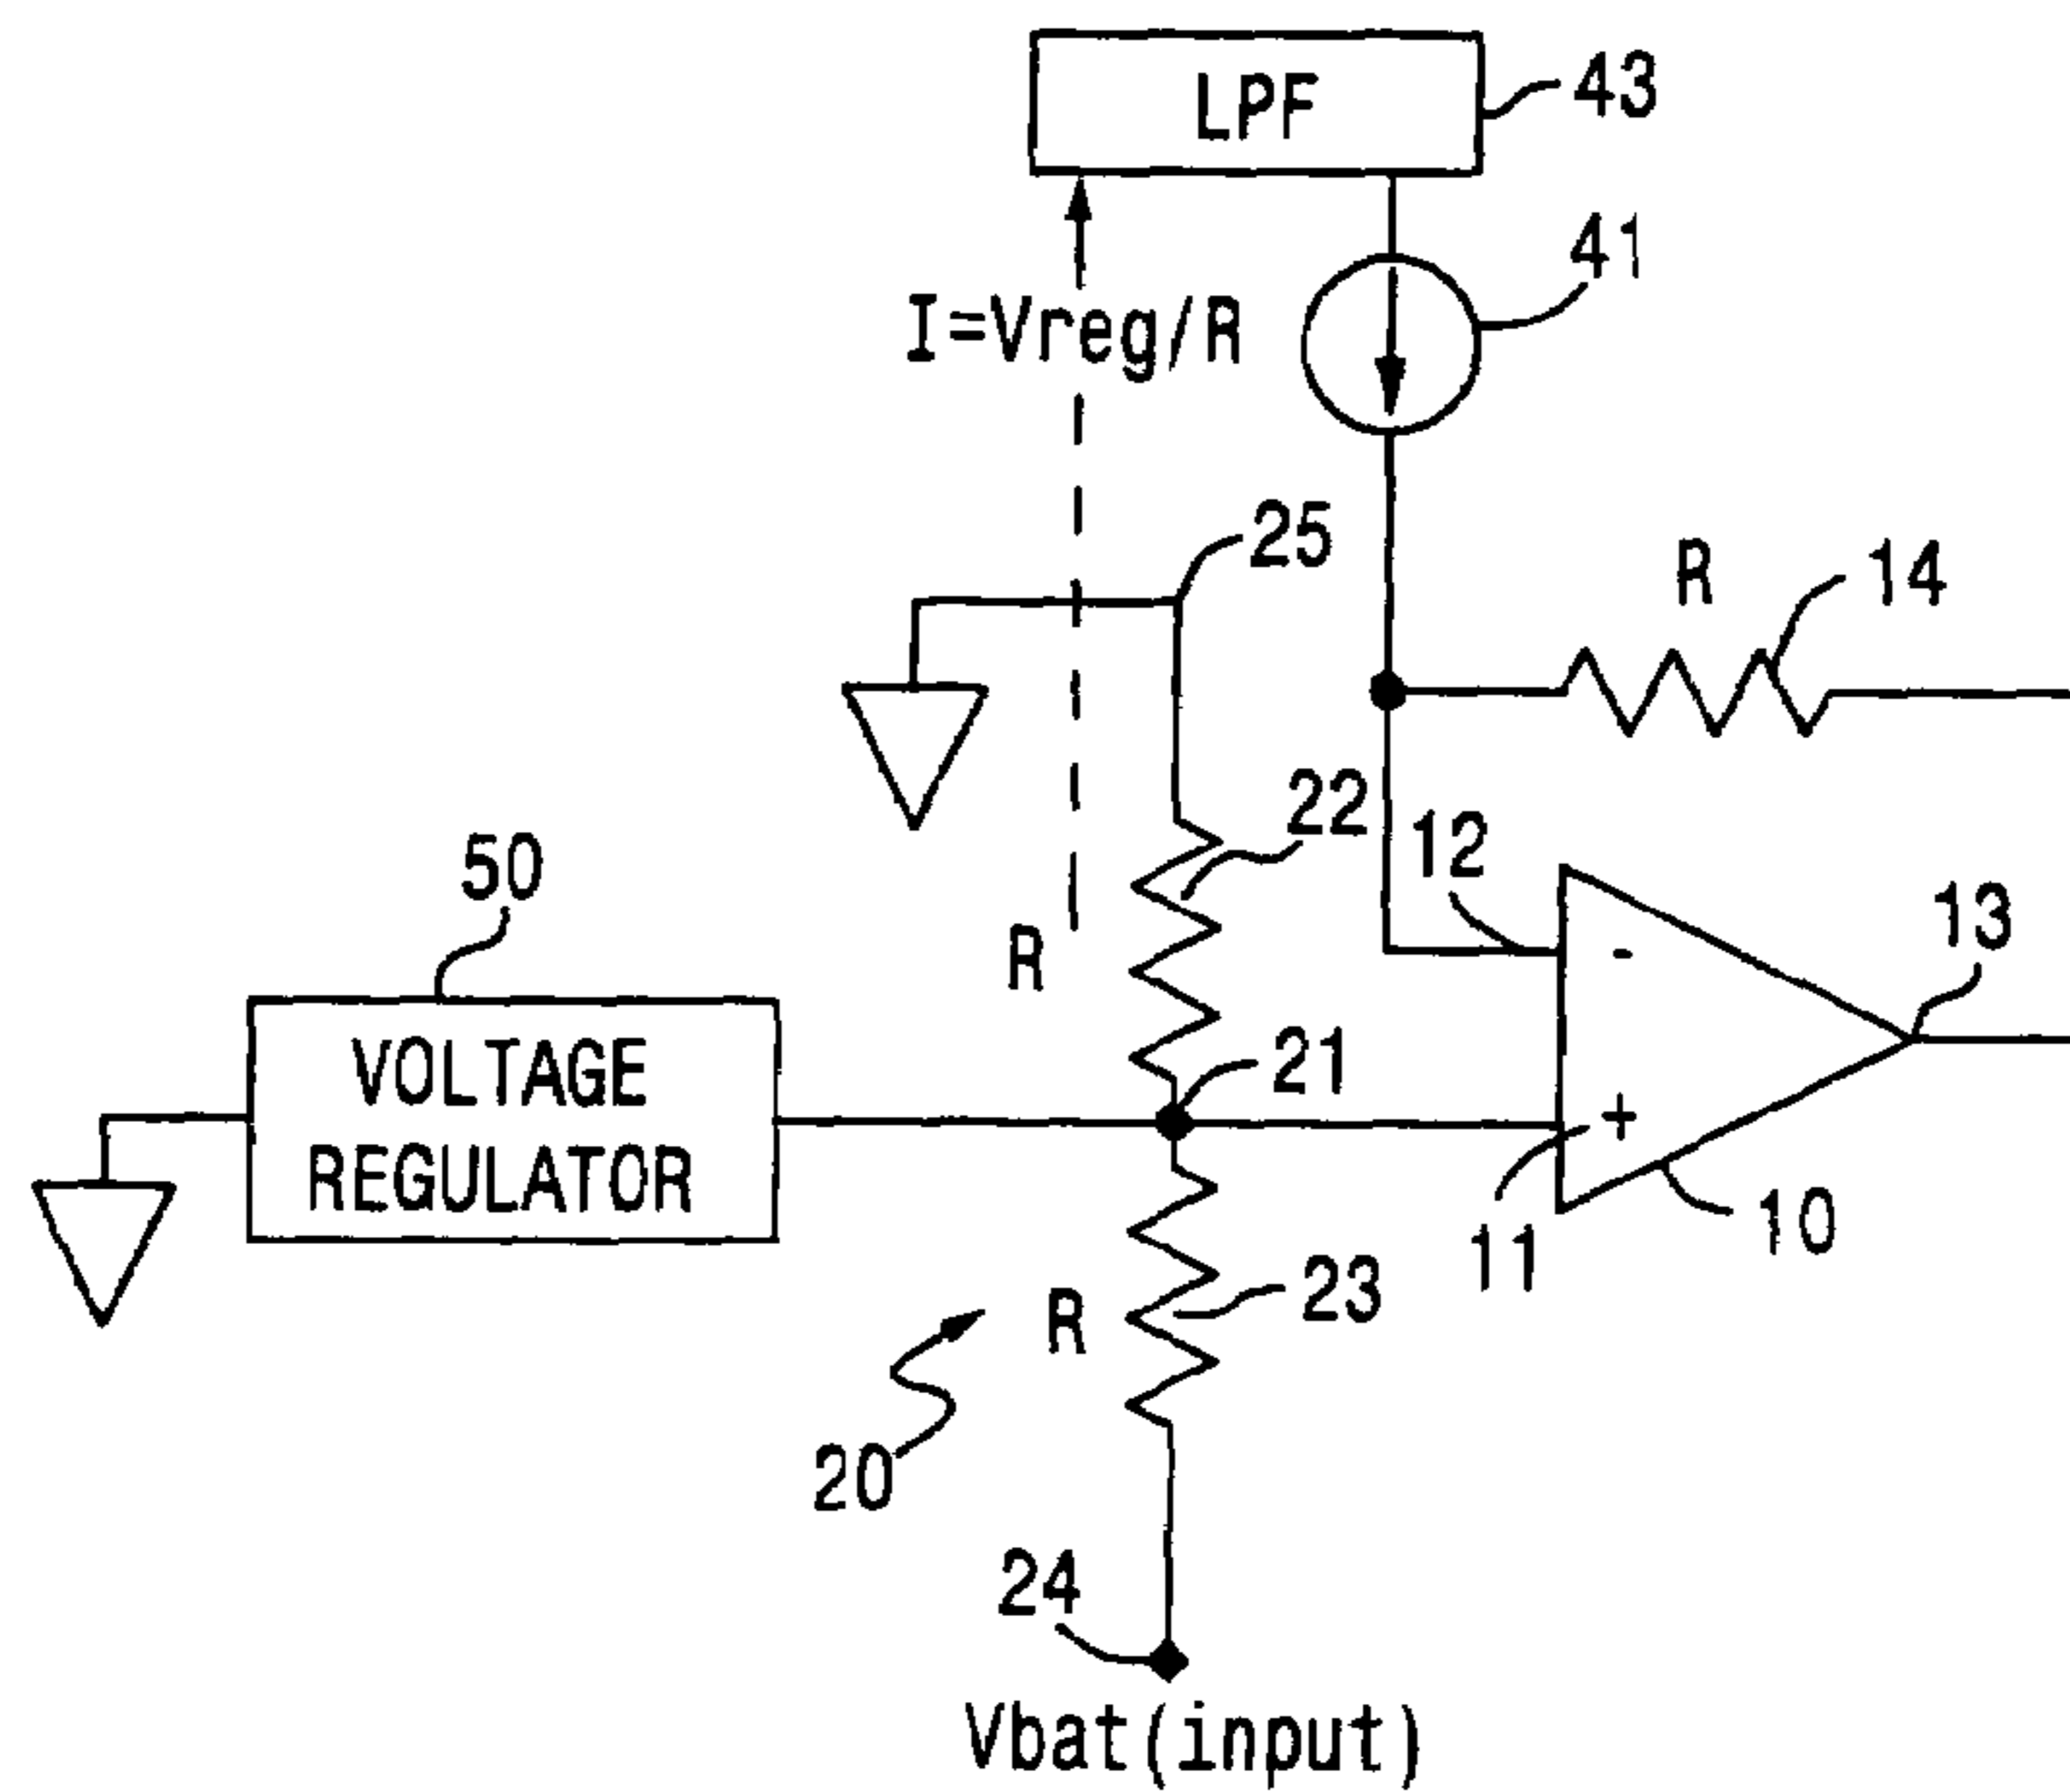 LPF
43
41
I=Vreg/R
25
R
14
22
12
50
R
13
21
-
VOLTAGE
REGULATOR
+
11
10
23
R
20
24
Vbat(input)